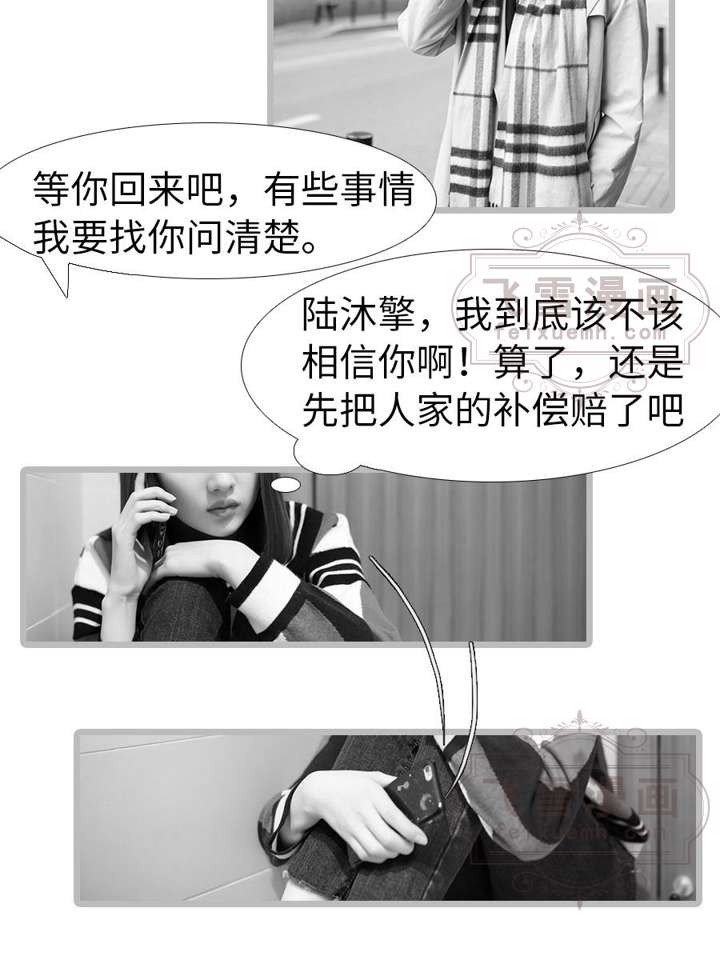 等你回来吧，有些事情
我要找你问清楚。
飞雪漫画
feixuemh.com
陆沐擎，我到底该不该
相信你啊！算了，还是
先把人家的补偿赔了吧
飞雪漫画
feixuemh.com